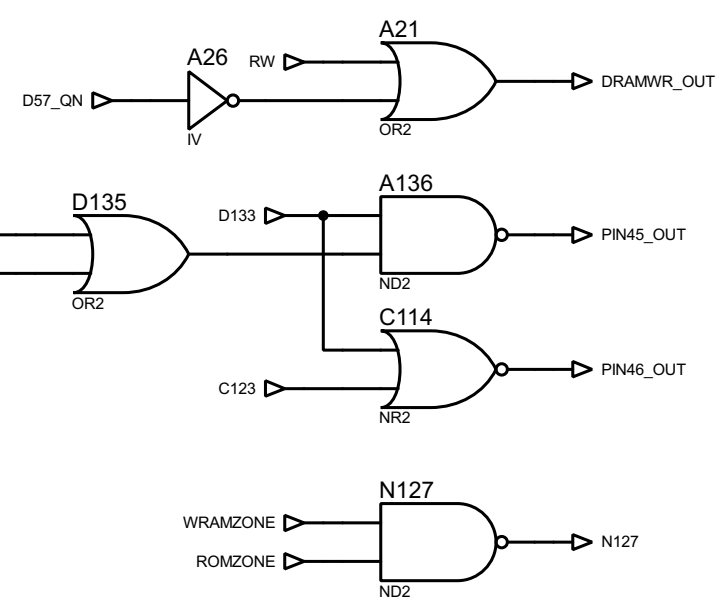 A21
A26
RW
DRAMWR_OUT
D57_QN
OR2
IV
A136
D135
D133
PIN45_OUT
ND2
OR2
C114
PIN46_OUT
C123
NR2
N127
WRAMZONE
N127
ROMZONE
ND2